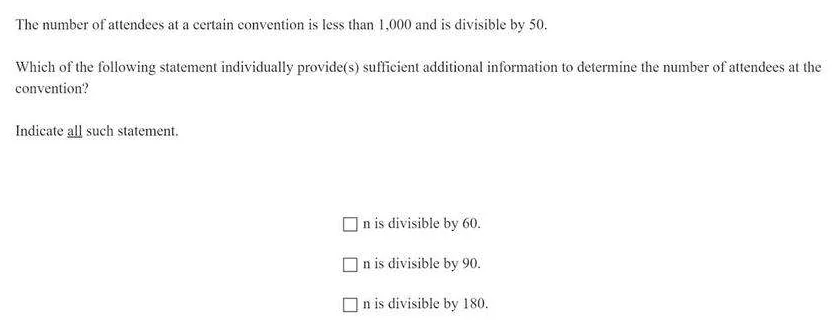 The number of attendees at a certain convention is less than 1,000 and is divisible by 50.
Which of the following statement individually provide(s) sufficient additional information to determine the number of attendees at the
convention?
Indicate all such statement.
n is divisible by 60.
n is divisible by 90.
n is divisible by 180.